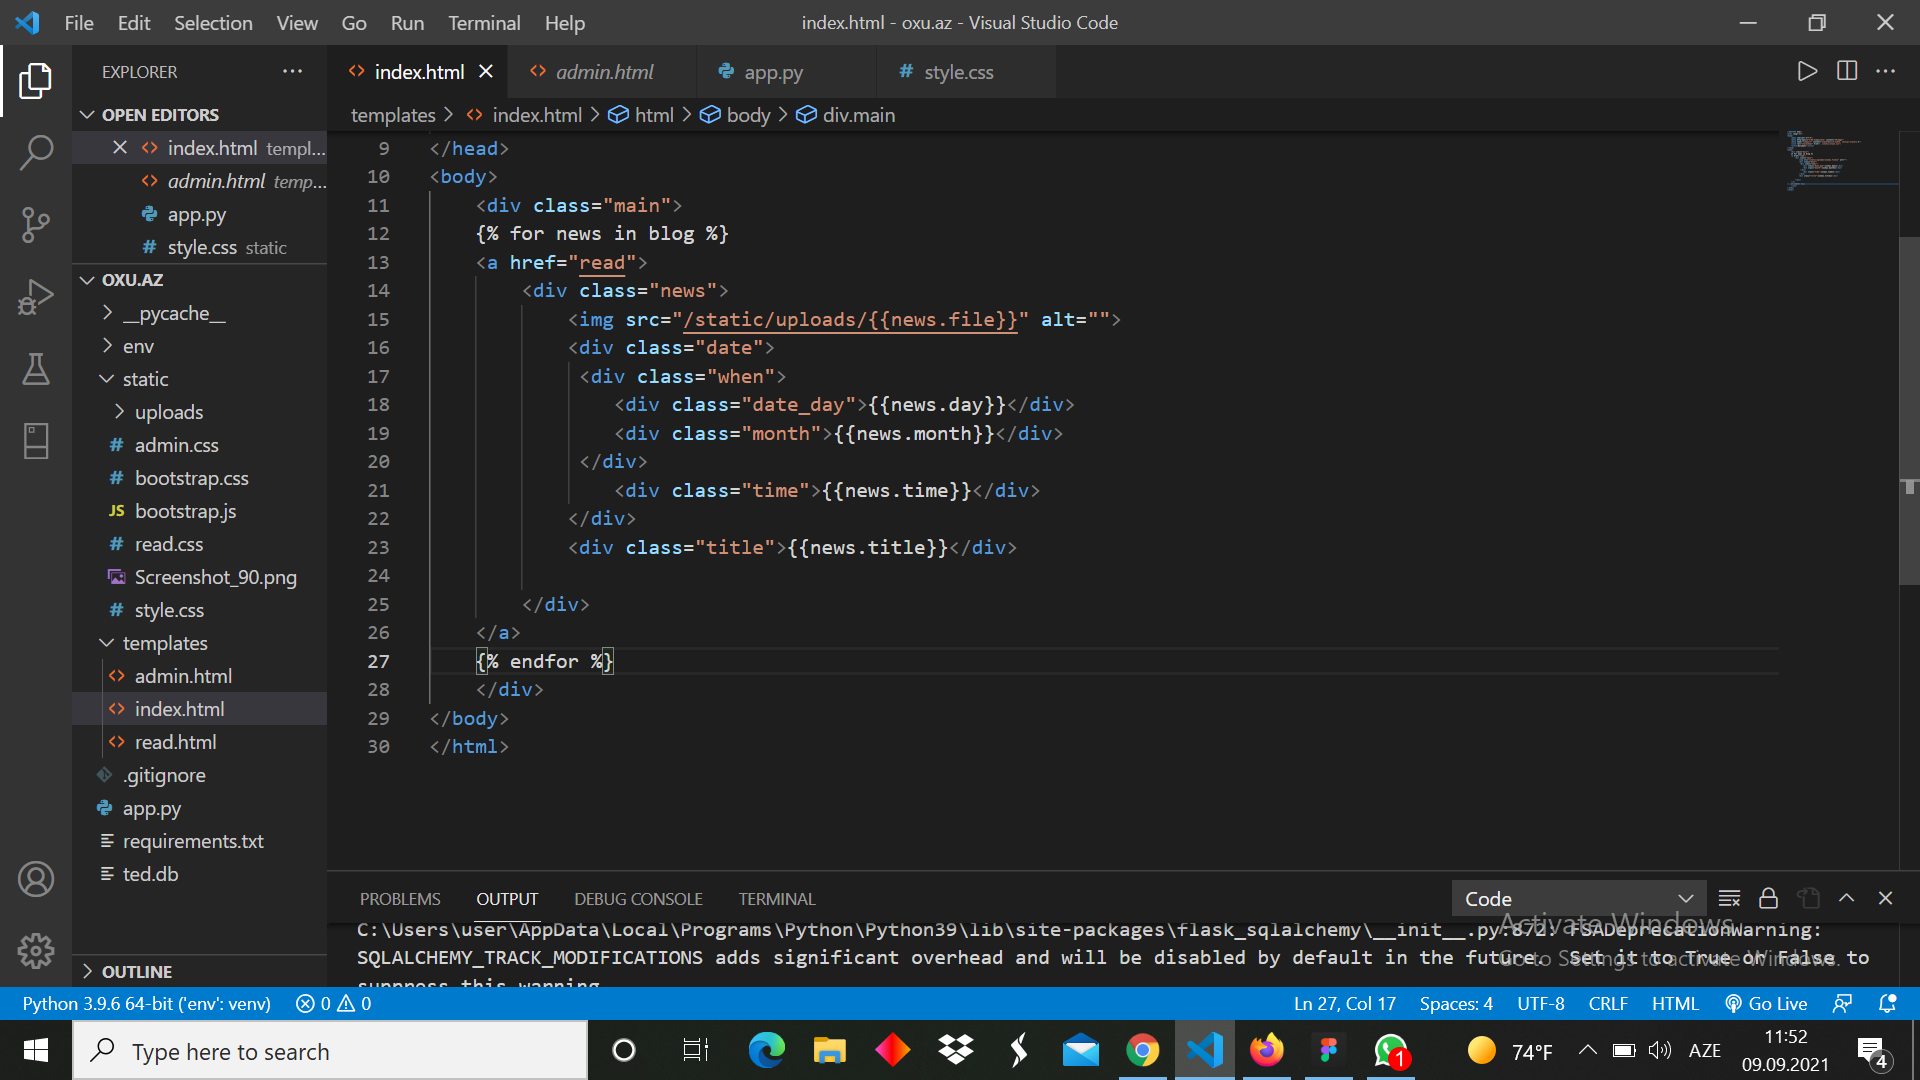 File Edit Selection View Go Run Terminal Help
index.html - oxu.az - Visual Studio Code
EXPLORER
OPEN EDITORS
index.html templ...
admin.html temp...
app.py
style.css static
OXU.AZ
__pycache__
env
static
uploads
admin.css
bootstrap.css
JS bootstrap.js
read.css
Screenshot_90.png
style.css
templates
admin.html
index.html
read.html
.gitignore
app.py
requirements.txt
ted.db
OUTLINE
index.html
admin.html
app.py
style.css
templates > index.html > html > body > div.main
9 </head>
10 <body>
11 <div class="main">
12 {% for news in blog %}
13 <a href="read">
14 <div class="news">
15 <img src="/static/uploads/{{news.file}}" alt="">
16 <div class="date">
17 <div class="when">
18 <div class="date_day">{{news.day}}</div>
19 <div class="month">{{news.month}}</div>
20 </div>
21 <div class="time">{{news.time}}</div>
22 </div>
23 <div class="title">{{news.title}}</div>
24
25 </div>
26 </a>
27 {% endfor %}
28 </div>
29 </body>
30 </html>
PROBLEMS OUTPUT DEBUG CONSOLE TERMINAL
Code
C:\Users\user\AppData\Local\Programs\Python\Python39\lib\site-packages\flask_sqlalchemy\__init__.py:872: FSADeprecationWarning:
SQLALCHEMY_TRACK_MODIFICATIONS adds significant overhead and will be disabled by default in the future. Set it to True or False to
suppress this warning.
Activate Windows
Go to Settings to activate Windows.
Python 3.9.6 64-bit ('env': venv) 0 0
Ln 27, Col 17 Spaces: 4 UTF-8 CRLF HTML Go Live
Type here to search
1
74°F
AZE
11:52
09.09.2021
4